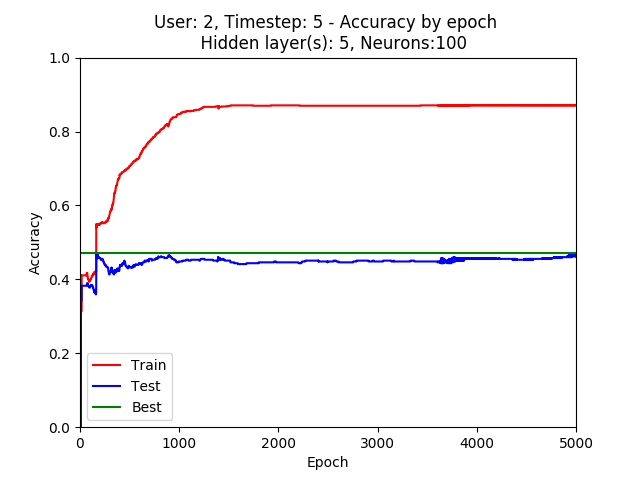 User: 2, Timestep: 5 - Accuracy by epoch
Hidden layer(s): 5, Neurons:100
1.0
0.8
0.6
0.4
0.2
0.0
Accuracy
Train
Test
Best
0 1000 2000 3000 4000 5000
Epoch